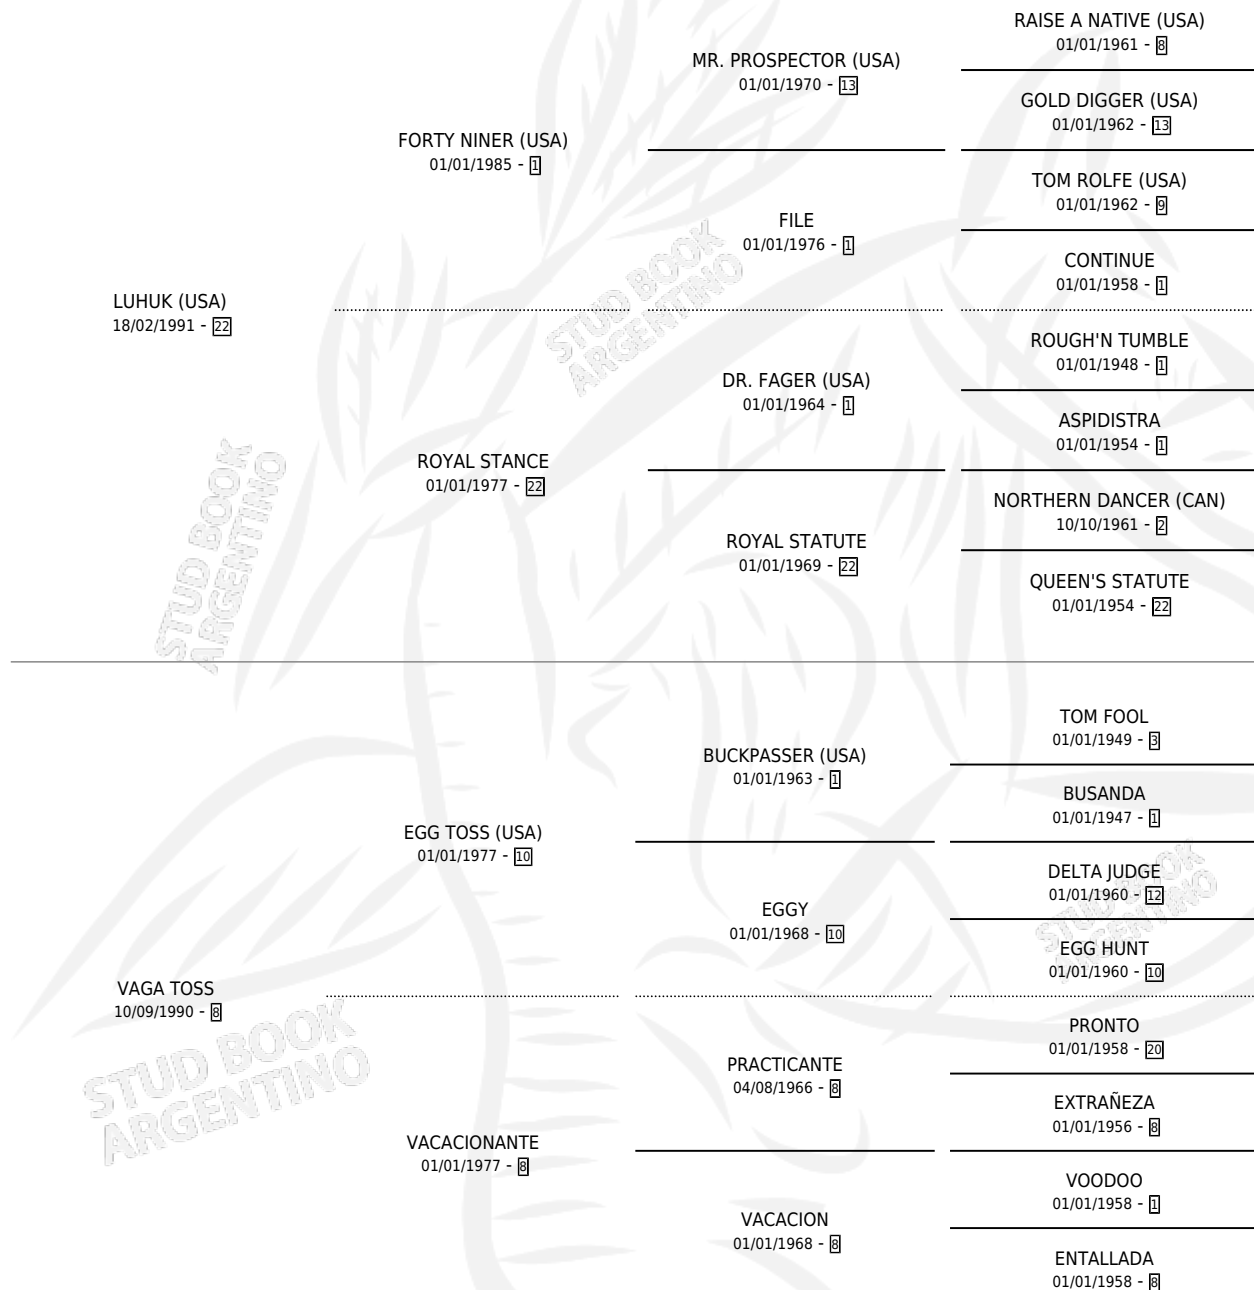 RAISE A NATIVE (USA)
01/01/1961 - 8
MR. PROSPECTOR (USA)
01/01/1970 - 13
GOLD DIGGER (USA)
01/01/1962 - 13
FORTY NINER (USA)
01/01/1985 - 1
TOM ROLFE (USA)
01/01/1962 - 9
FILE
01/01/1976 - 1
CONTINUE
01/01/1958 - 1
LUHUK (USA)
18/02/1991 - 22
ROUGH'N TUMBLE
01/01/1948 - 1
DR. FAGER (USA)
01/01/1964 - 1
ASPIDISTRA
01/01/1954 - 1
ROYAL STANCE
01/01/1977 - 22
NORTHERN DANCER (CAN)
10/10/1961 - 2
ROYAL STATUTE
01/01/1969 - 22
QUEEN'S STATUTE
01/01/1954 - 22
TOM FOOL
01/01/1949 - 3
BUCKPASSER (USA)
01/01/1963 - 1
BUSANDA
01/01/1947 - 1
EGG TOSS (USA)
01/01/1977 - 10
DELTA JUDGE
01/01/1960 - 12
EGGY
01/01/1968 - 10
EGG HUNT
01/01/1960 - 10
VAGA TOSS
10/09/1990 - 8
PRONTO
01/01/1958 - 20
PRACTICANTE
04/08/1966 - 8
EXTRAÑEZA
01/01/1956 - 8
VACACIONANTE
01/01/1977 - 8
VOODOO
01/01/1958 - 1
VACACION
01/01/1968 - 8
ENTALLADA
01/01/1958 - 8
STUD BOOK
ARGENTINO
STUD BOOK
ARGENTINO
STUD BOOK
ARGENTINO
STUD BOOK
ARGENTINO